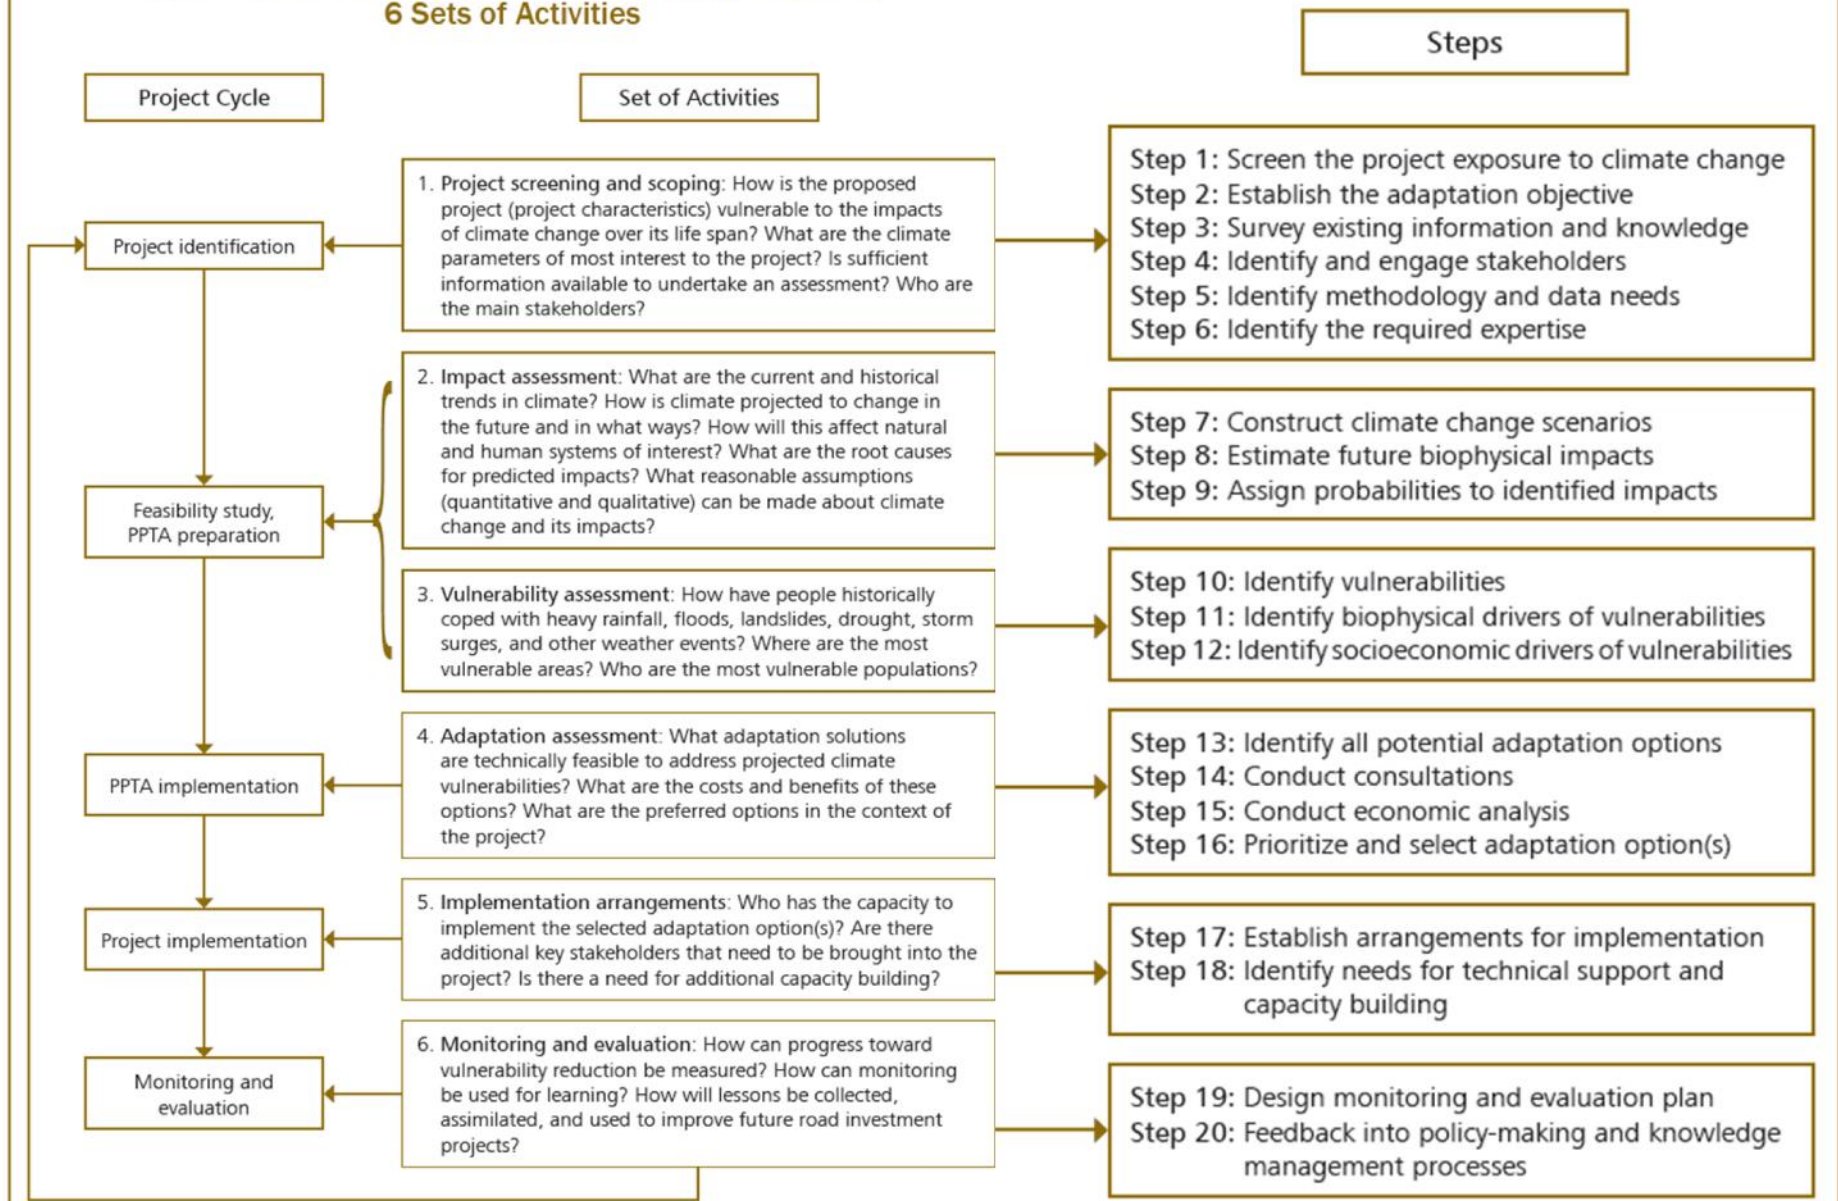 6 Sets of Activities
Project Cycle
Set of Activities
Steps
Project identification
1. Project screening and scoping: How is the proposed
project (project characteristics) vulnerable to the impacts
of climate change over its life span? What are the climate
parameters of most interest to the project? Is sufficient
information available to undertake an assessment? Who are
the main stakeholders?
Step 1: Screen the project exposure to climate change
Step 2: Establish the adaptation objective
Step 3: Survey existing information and knowledge
Step 4: Identify and engage stakeholders
Step 5: Identify methodology and data needs
Step 6: Identify the required expertise
Feasibility study,
PPTA preparation
2. Impact assessment: What are the current and historical
trends in climate? How is climate projected to change in
the future and in what ways? How will this affect natural
and human systems of interest? What are the root causes
for predicted impacts? What reasonable assumptions
(quantitative and qualitative) can be made about climate
change and its impacts?
Step 7: Construct climate change scenarios
Step 8: Estimate future biophysical impacts
Step 9: Assign probabilities to identified impacts
3. Vulnerability assessment: How have people historically
coped with heavy rainfall, floods, landslides, drought, storm
surges, and other weather events? Where are the most
vulnerable areas? Who are the most vulnerable populations?
Step 10: Identify vulnerabilities
Step 11: Identify biophysical drivers of vulnerabilities
Step 12: Identify socioeconomic drivers of vulnerabilities
PPTA implementation
4. Adaptation assessment: What adaptation solutions
are technically feasible to address projected climate
vulnerabilities? What are the costs and benefits of these
options? What are the preferred options in the context of
the project?
Step 13: Identify all potential adaptation options
Step 14: Conduct consultations
Step 15: Conduct economic analysis
Step 16: Prioritize and select adaptation option(s)
Project implementation
5. Implementation arrangements: Who has the capacity to
implement the selected adaptation option(s)? Are there
additional key stakeholders that need to be brought into the
project? Is there a need for additional capacity building?
Step 17: Establish arrangements for implementation
Step 18: Identify needs for technical support and
capacity building
Monitoring and
evaluation
6. Monitoring and evaluation: How can progress toward
vulnerability reduction be measured? How can monitoring
be used for learning? How will lessons be collected,
assimilated, and used to improve future road investment
projects?
Step 19: Design monitoring and evaluation plan
Step 20: Feedback into policy-making and knowledge
management processes